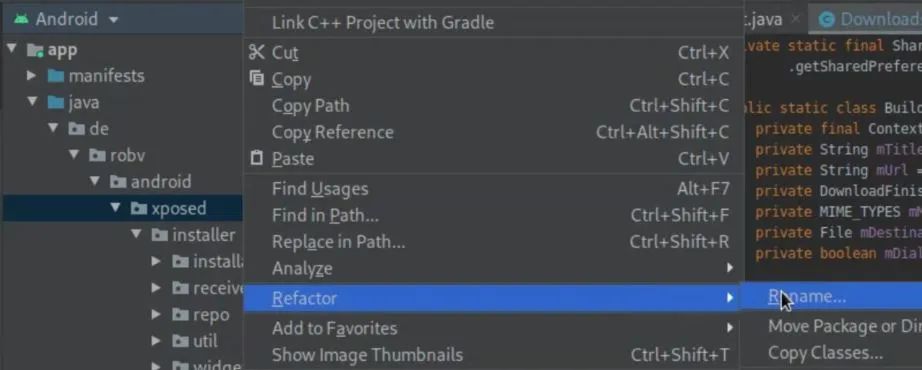 Android
app
manifests
java
de
robv
android
xposed
installer
receive
repo
util
Link C++ Project with Gradle
Cut Ctrl+X
Copy Ctrl+C
Copy Path Ctrl+Shift+C
Copy Reference Ctrl+Alt+Shift+C
Paste Ctrl+V
Find Usages Alt+F7
Find in Path... Ctrl+Shift+F
Replace in Path... Ctrl+Shift+R
Analyze
Refactor
Add to Favorites
Show Image Thumbnails Ctrl+Shift+T
Rename...
Move Package or Di
Copy Classes...
.java Download
vate static final Shar
.getSharedPrefere
lic static class Buil
private final Context
private String mTitle
private String mUrl =
private DownloadFinis
private MIME_TYPES mM
private File mDestina
private boolean mDial